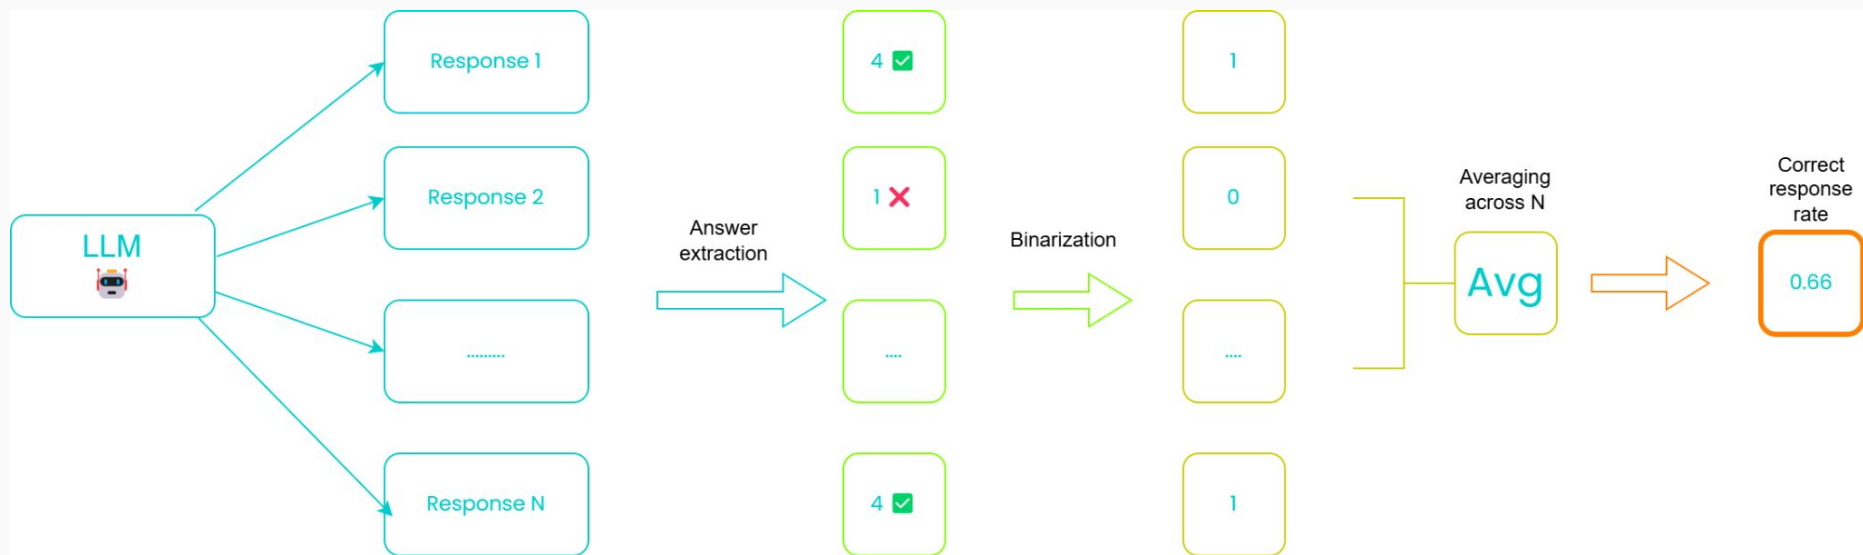 LLM
Response 1
Response 2
.........
Response N
Answer
extraction
4
1
....
4
Binarization
1
0
....
1
Averaging
across N
Avg
Correct
response
rate
0.66